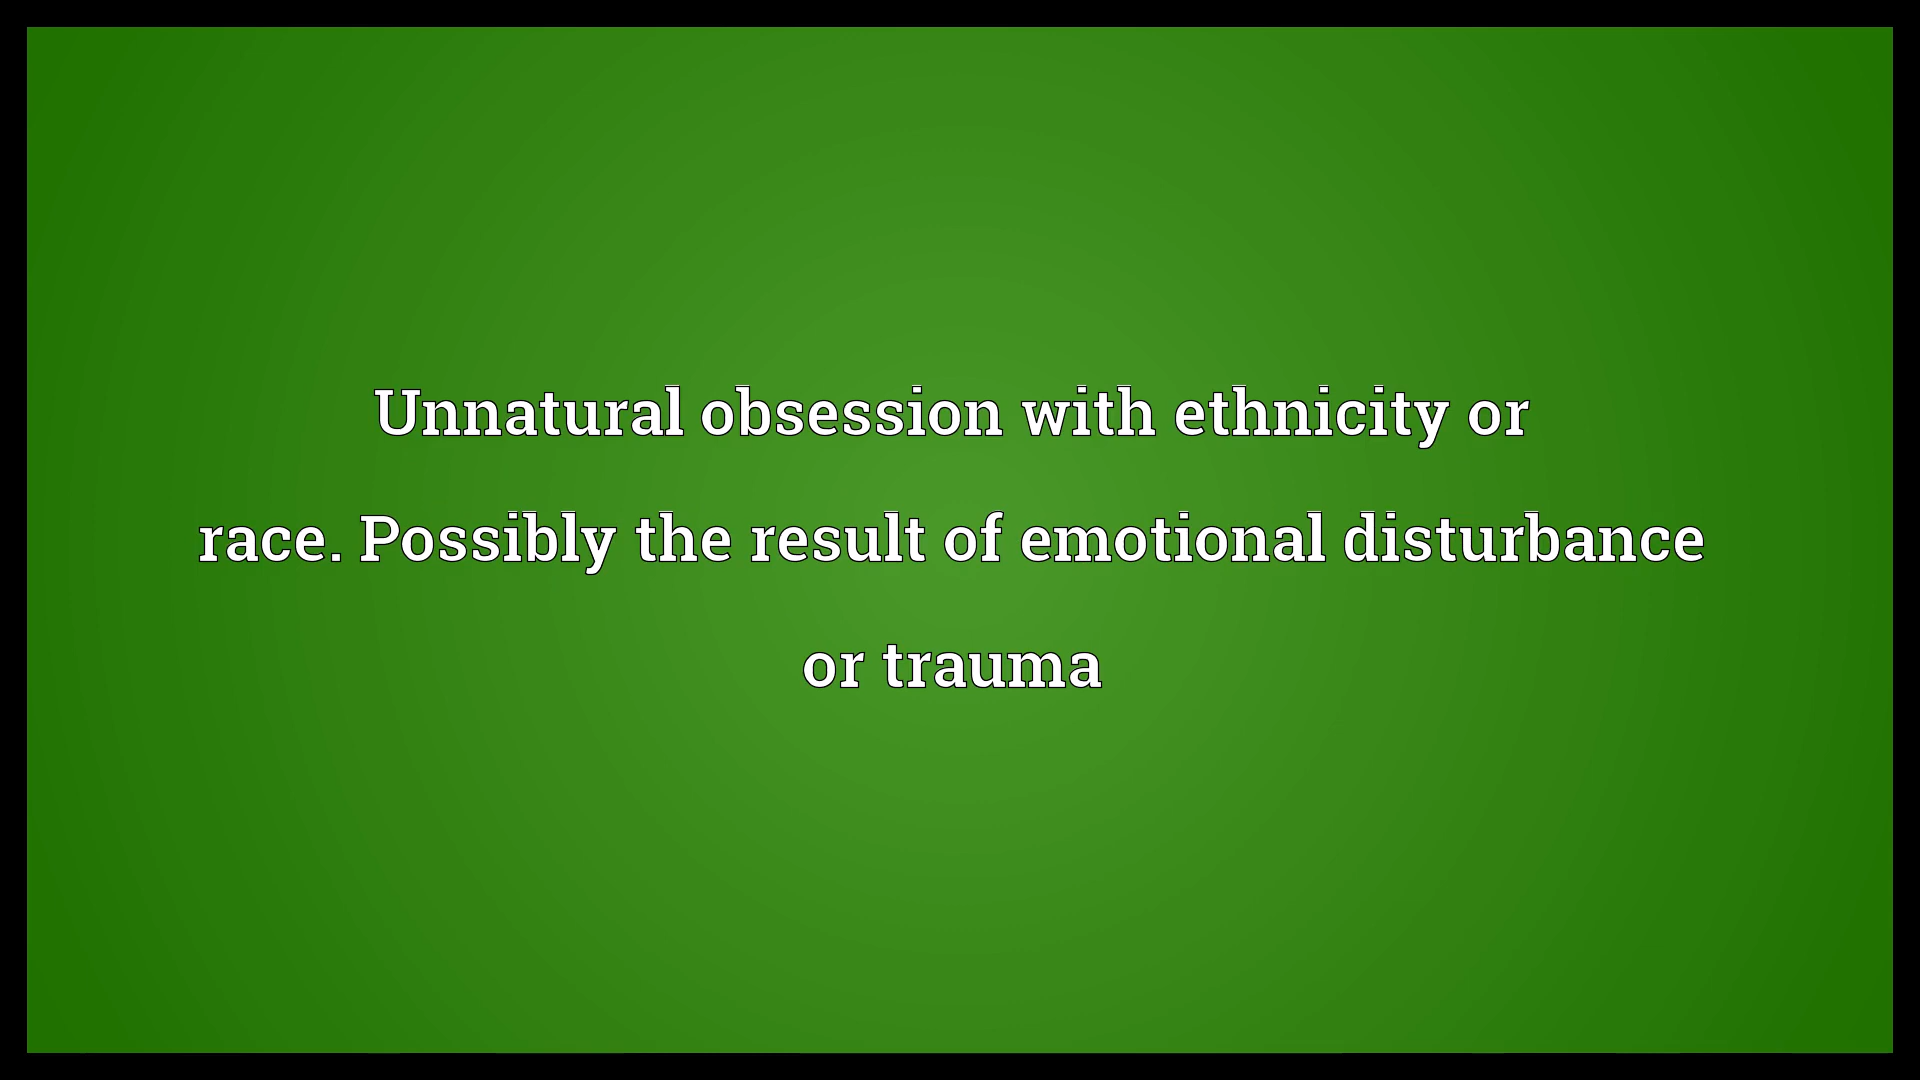 Unnatural obsession with ethnicity or
race. Possibly the result of emotional disturbance
or trauma